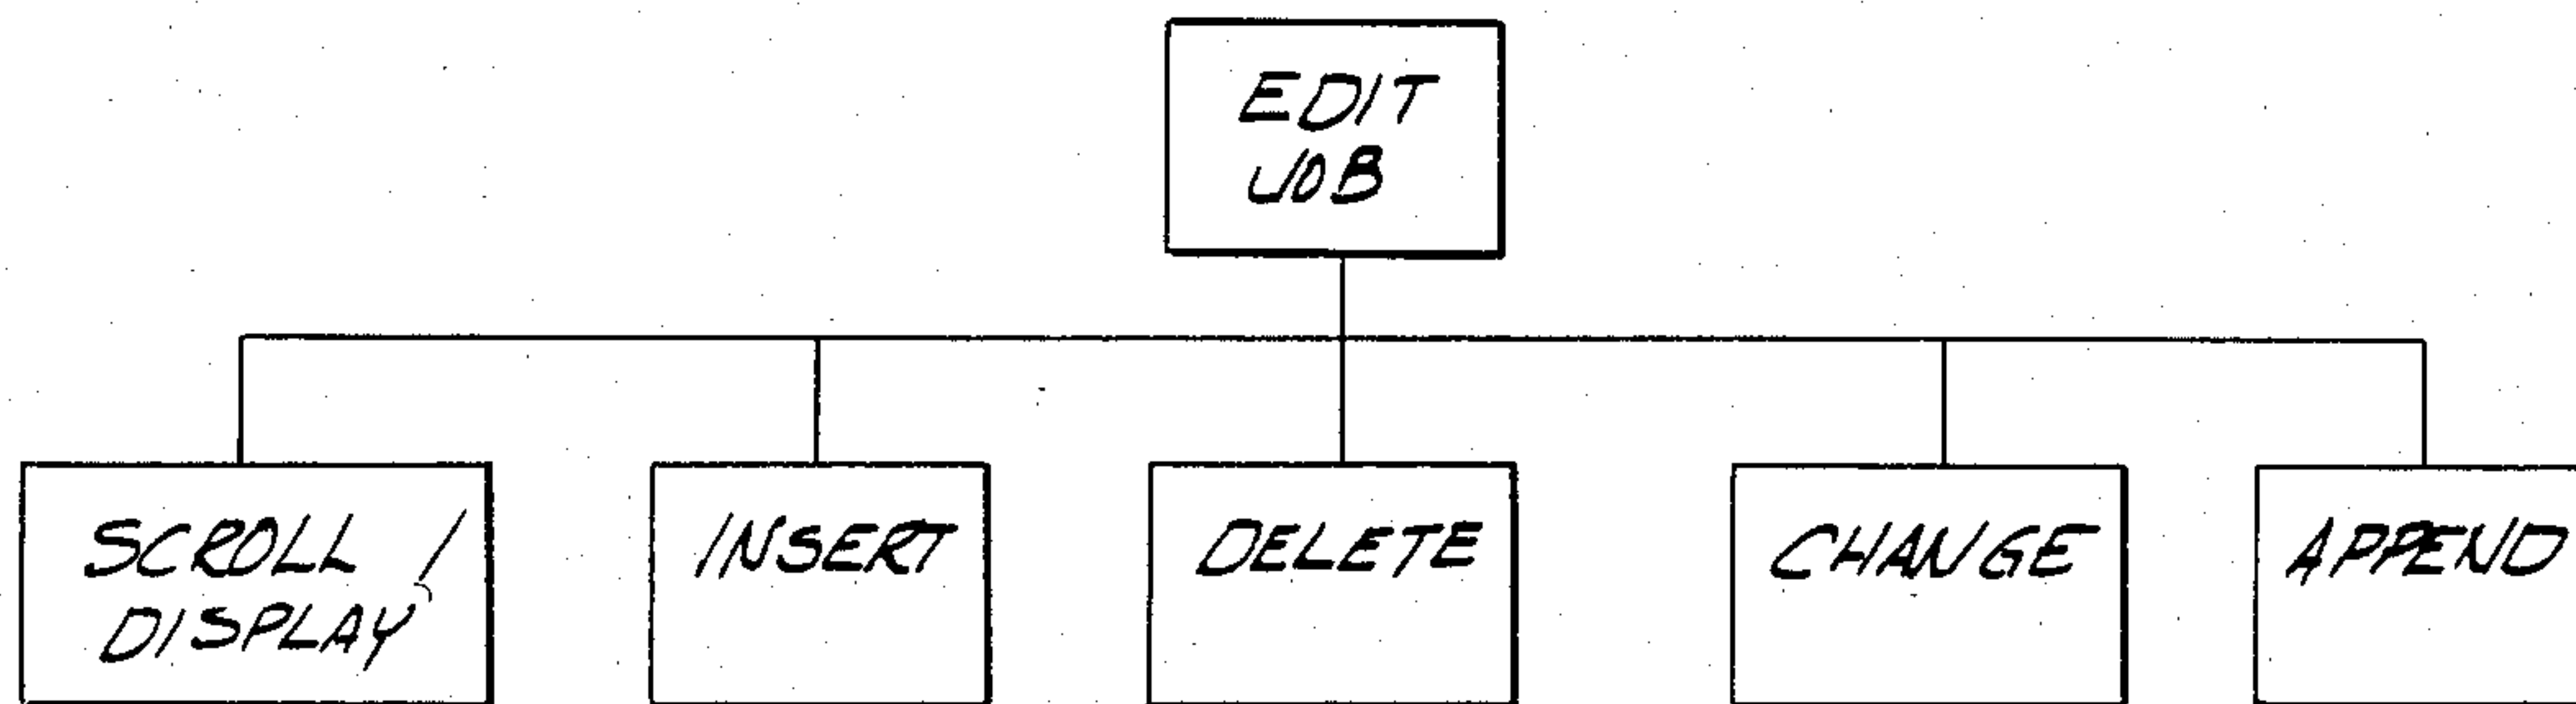 EDIT
JOB
SCROLL /
DISPLAY
INSERT
DELETE
CHANGE
APPEND